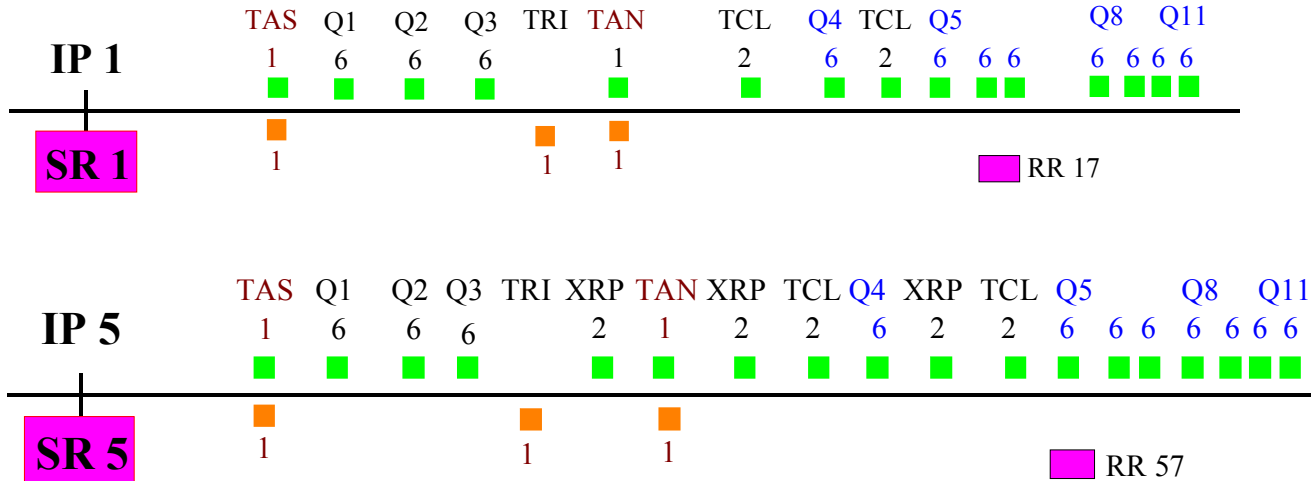 TAS Q1 Q2 Q3 TRI TAN TCL Q4 TCL Q5 Q8 Q11
IP 1 1 6 6 6 1 2 6 2 6 6 6 6 6 6 6
SR 1 1 1 1 RR 17
TAS Q1 Q2 Q3 TRI XRP TAN XRP TCL Q4 XRP TCL Q5 Q8 Q11
IP 5 1 6 6 6 2 1 2 2 6 2 2 6 6 6 6 6 6 6
SR 5 1 1 1 RR 57